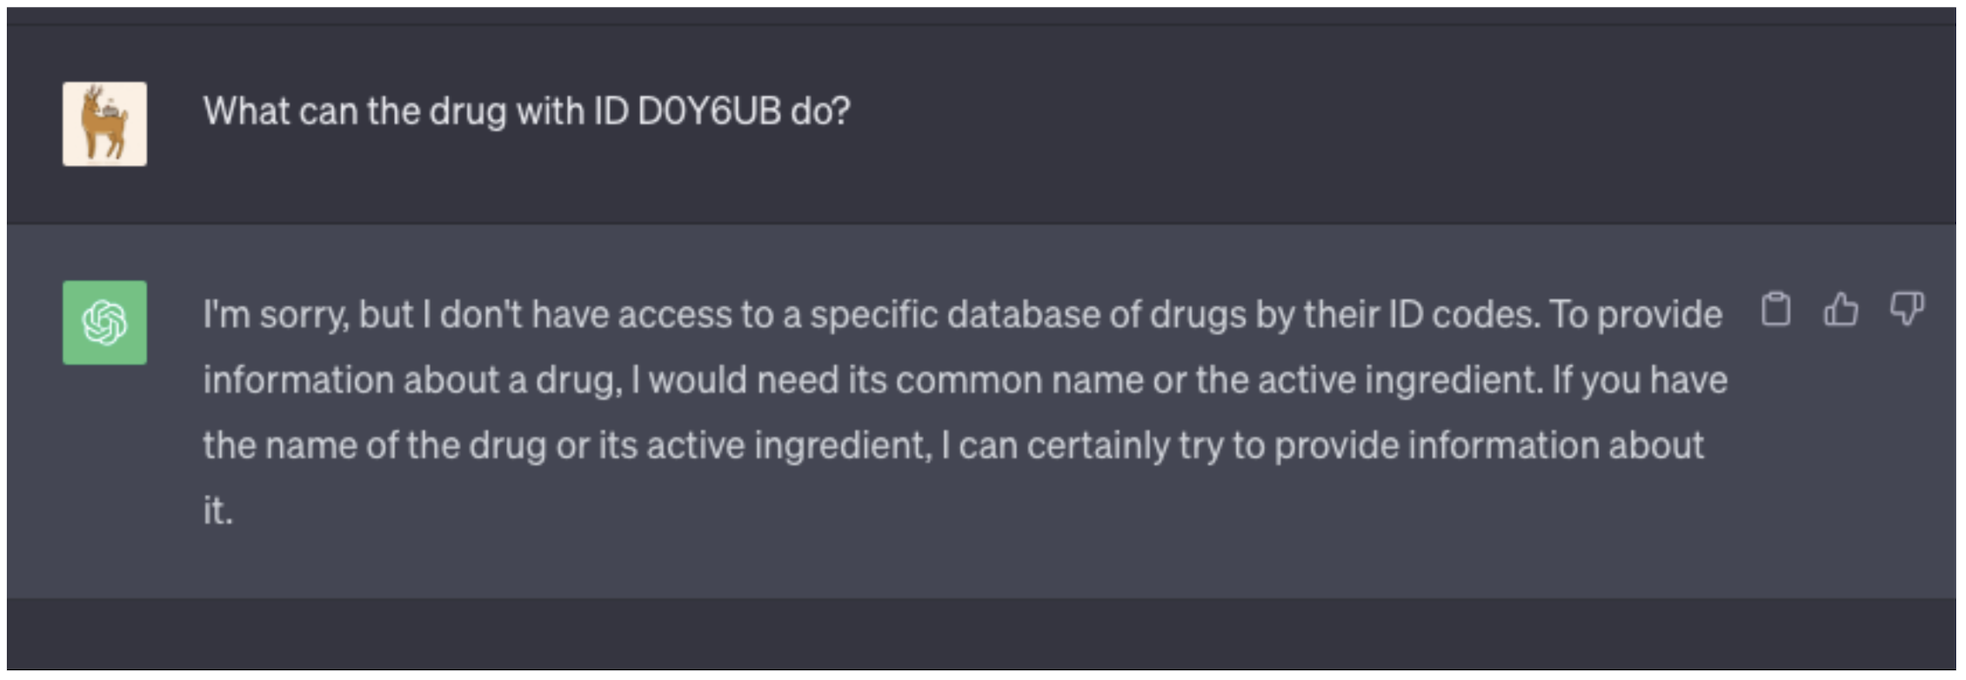 What can the drug with ID D0Y6UB do?
I'm sorry, but I don't have access to a specific database of drugs by their ID codes. To provide
information about a drug, I would need its common name or the active ingredient. If you have
the name of the drug or its active ingredient, I can certainly try to provide information about
it.